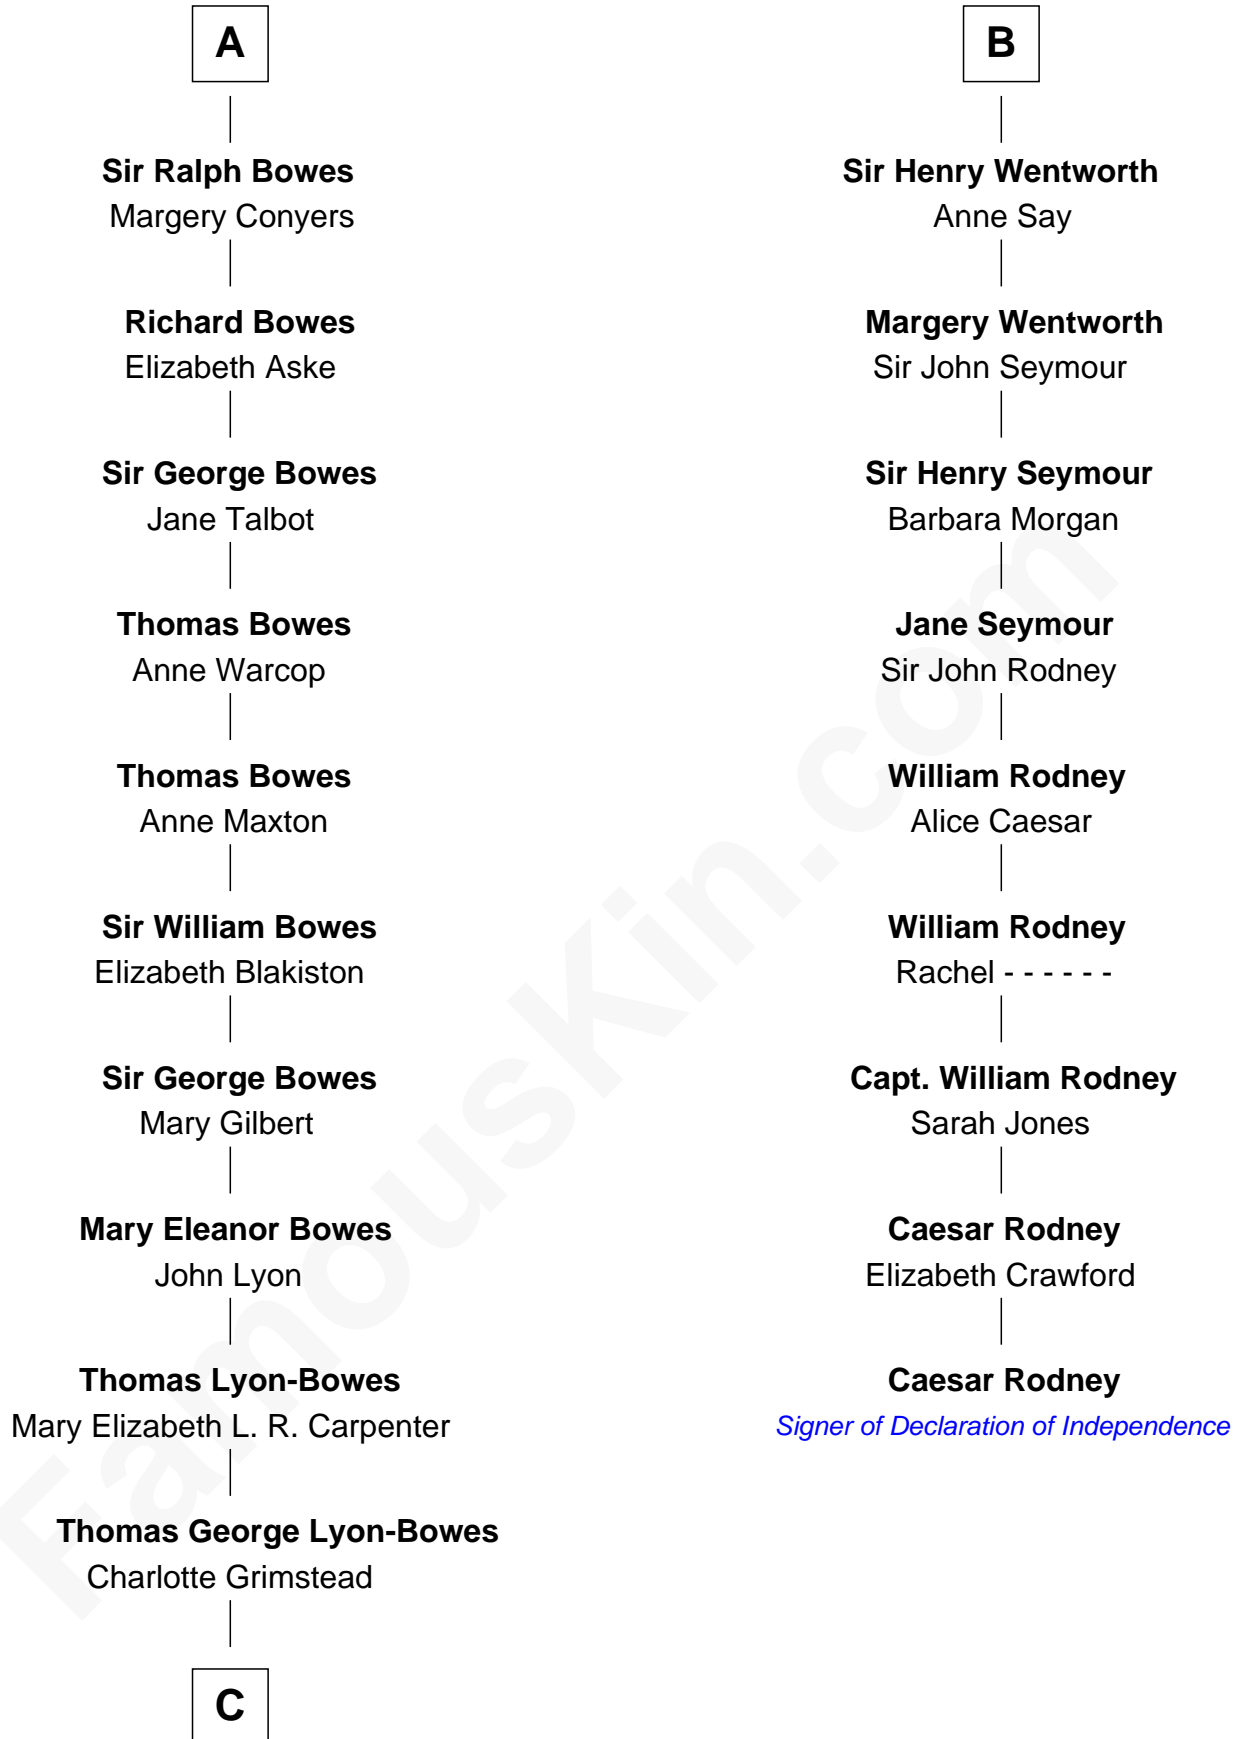 A
Sir Ralph Bowes
Margery Conyers
Richard Bowes
Elizabeth Aske
Sir George Bowes
Jane Talbot
Thomas Bowes
Anne Warcop
Thomas Bowes
Anne Maxton
Sir William Bowes
Elizabeth Blakiston
Sir George Bowes
Mary Gilbert
Mary Eleanor Bowes
John Lyon
Thomas Lyon-Bowes
Mary Elizabeth L. R. Carpenter
Thomas George Lyon-Bowes
Charlotte Grimstead
C
B
Sir Henry Wentworth
Anne Say
Margery Wentworth
Sir John Seymour
Sir Henry Seymour
Barbara Morgan
Jane Seymour
Sir John Rodney
William Rodney
Alice Caesar
William Rodney
Rachel - - - - - -
Capt. William Rodney
Sarah Jones
Caesar Rodney
Elizabeth Crawford
Caesar Rodney
Signer of Declaration of Independence
FamousKin.com